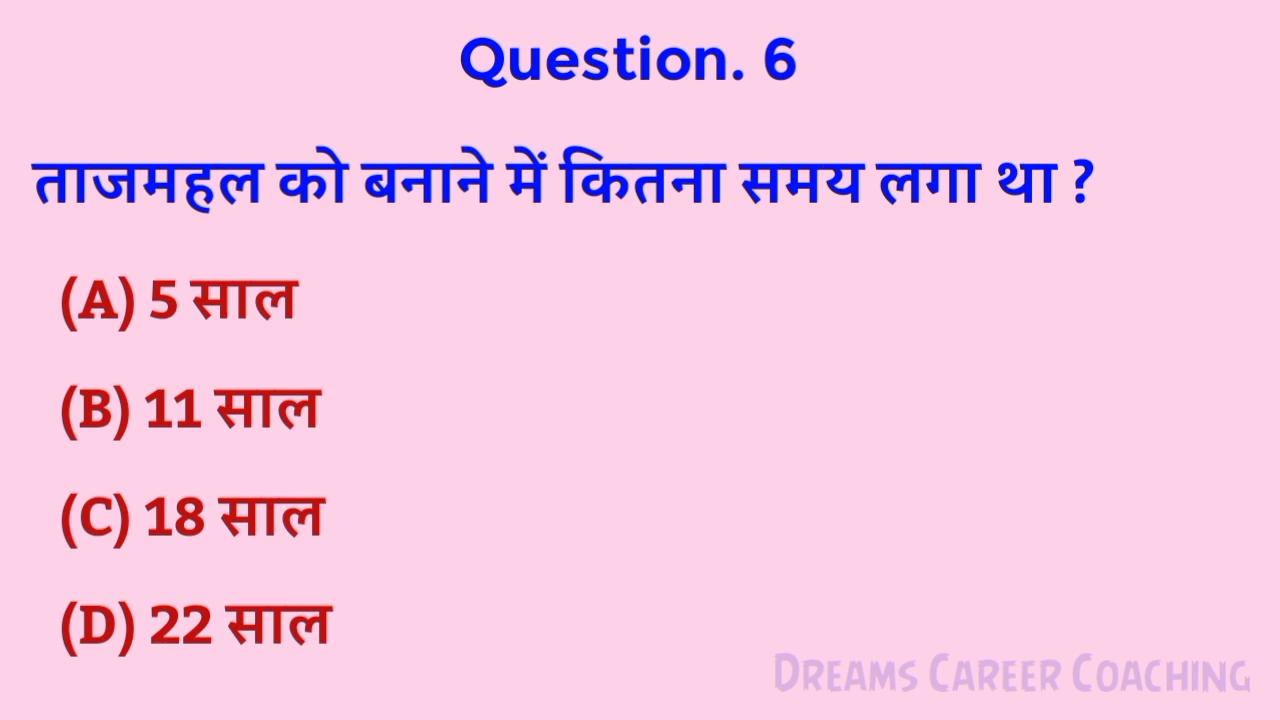 Question. 6
ताजमहल को बनाने में कितना समय लगा था ?
(A) 5 साल
(B) 11 साल
(C) 18 साल
(D) 22 साल
DREAMS CAREER COACHING